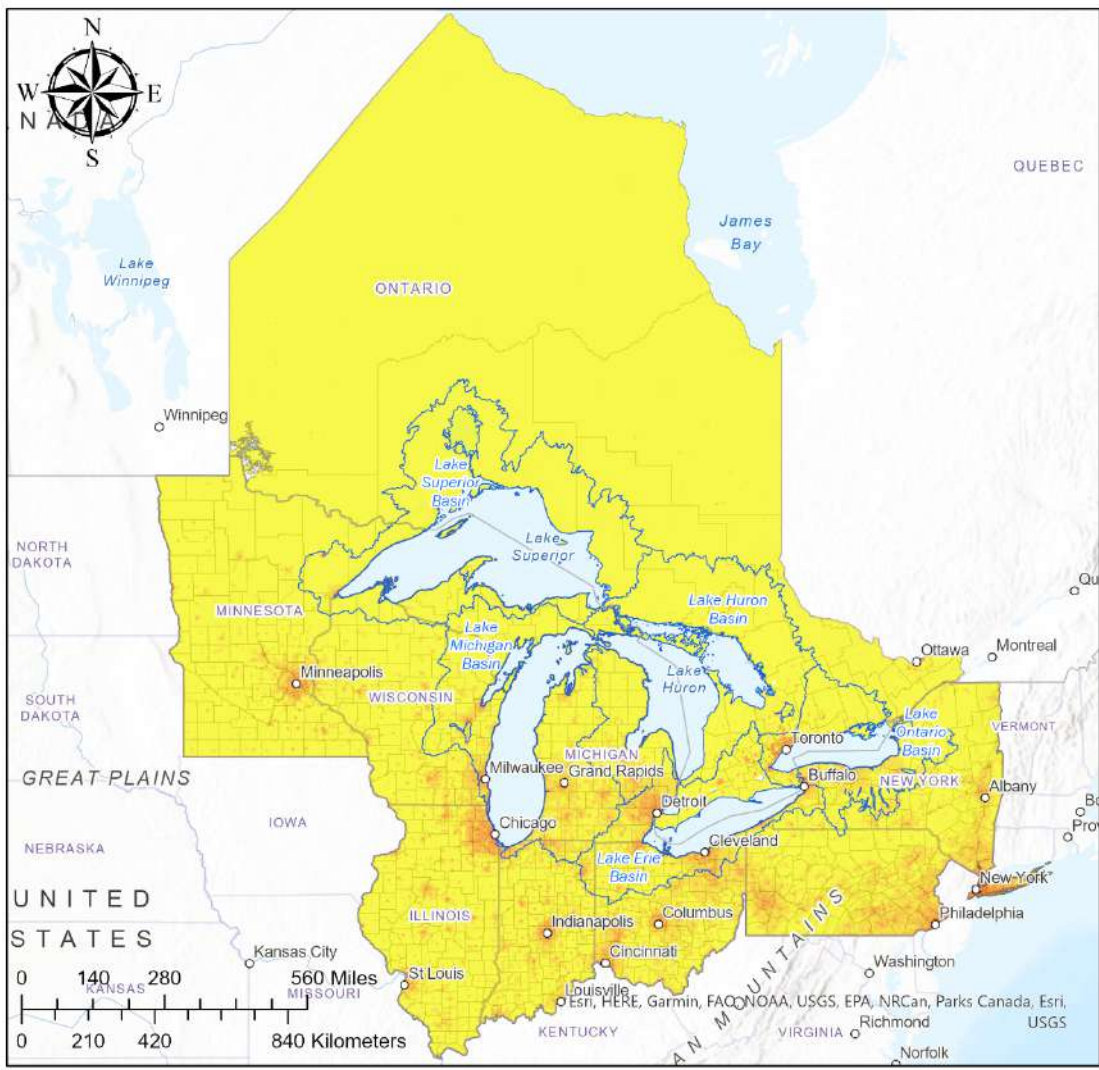 N
W
E
S
NADA
QUEBEC
James
Bay
Lake
Winnipeg
ONTARIO
Winnipeg
Lake
Superior
Basin
Lake
Superior
NORTH
DAKOTA
Qu
MINNESOTA
Lake Huron
Basin
Lake
Michigan
Basin
Ottawa
Montreal
Lake
Huron
Minneapolis
WISCONSIN
SOUTH
DAKOTA
Lake
Ontario
Basin
VERMONT
Toronto
MICHIGAN
GREAT PLAINS
Milwaukee
Grand Rapids
Buffalo
NEW YORK
Albany
Detroit
Bo
IOWA
Chicago
Prov
Cleveland
NEBRASKA
Lake Erie
Basin
New York
UNITED
STATES
ILLINOIS
Indianapolis
Columbus
Philadelphia
Kansas City
Cincinnati
Washington
0 140 280 560 Miles
KANSAS
MISSOURI
St Louis
Louisville
Esri, HERE, Garmin, FAO, NOAA, USGS, EPA, NRCan, Parks Canada, Esri,
USGS
0 210 420 840 Kilometers
KENTUCKY
AN MOUNTAINS
VIRGINIA
Richmond
Norfolk